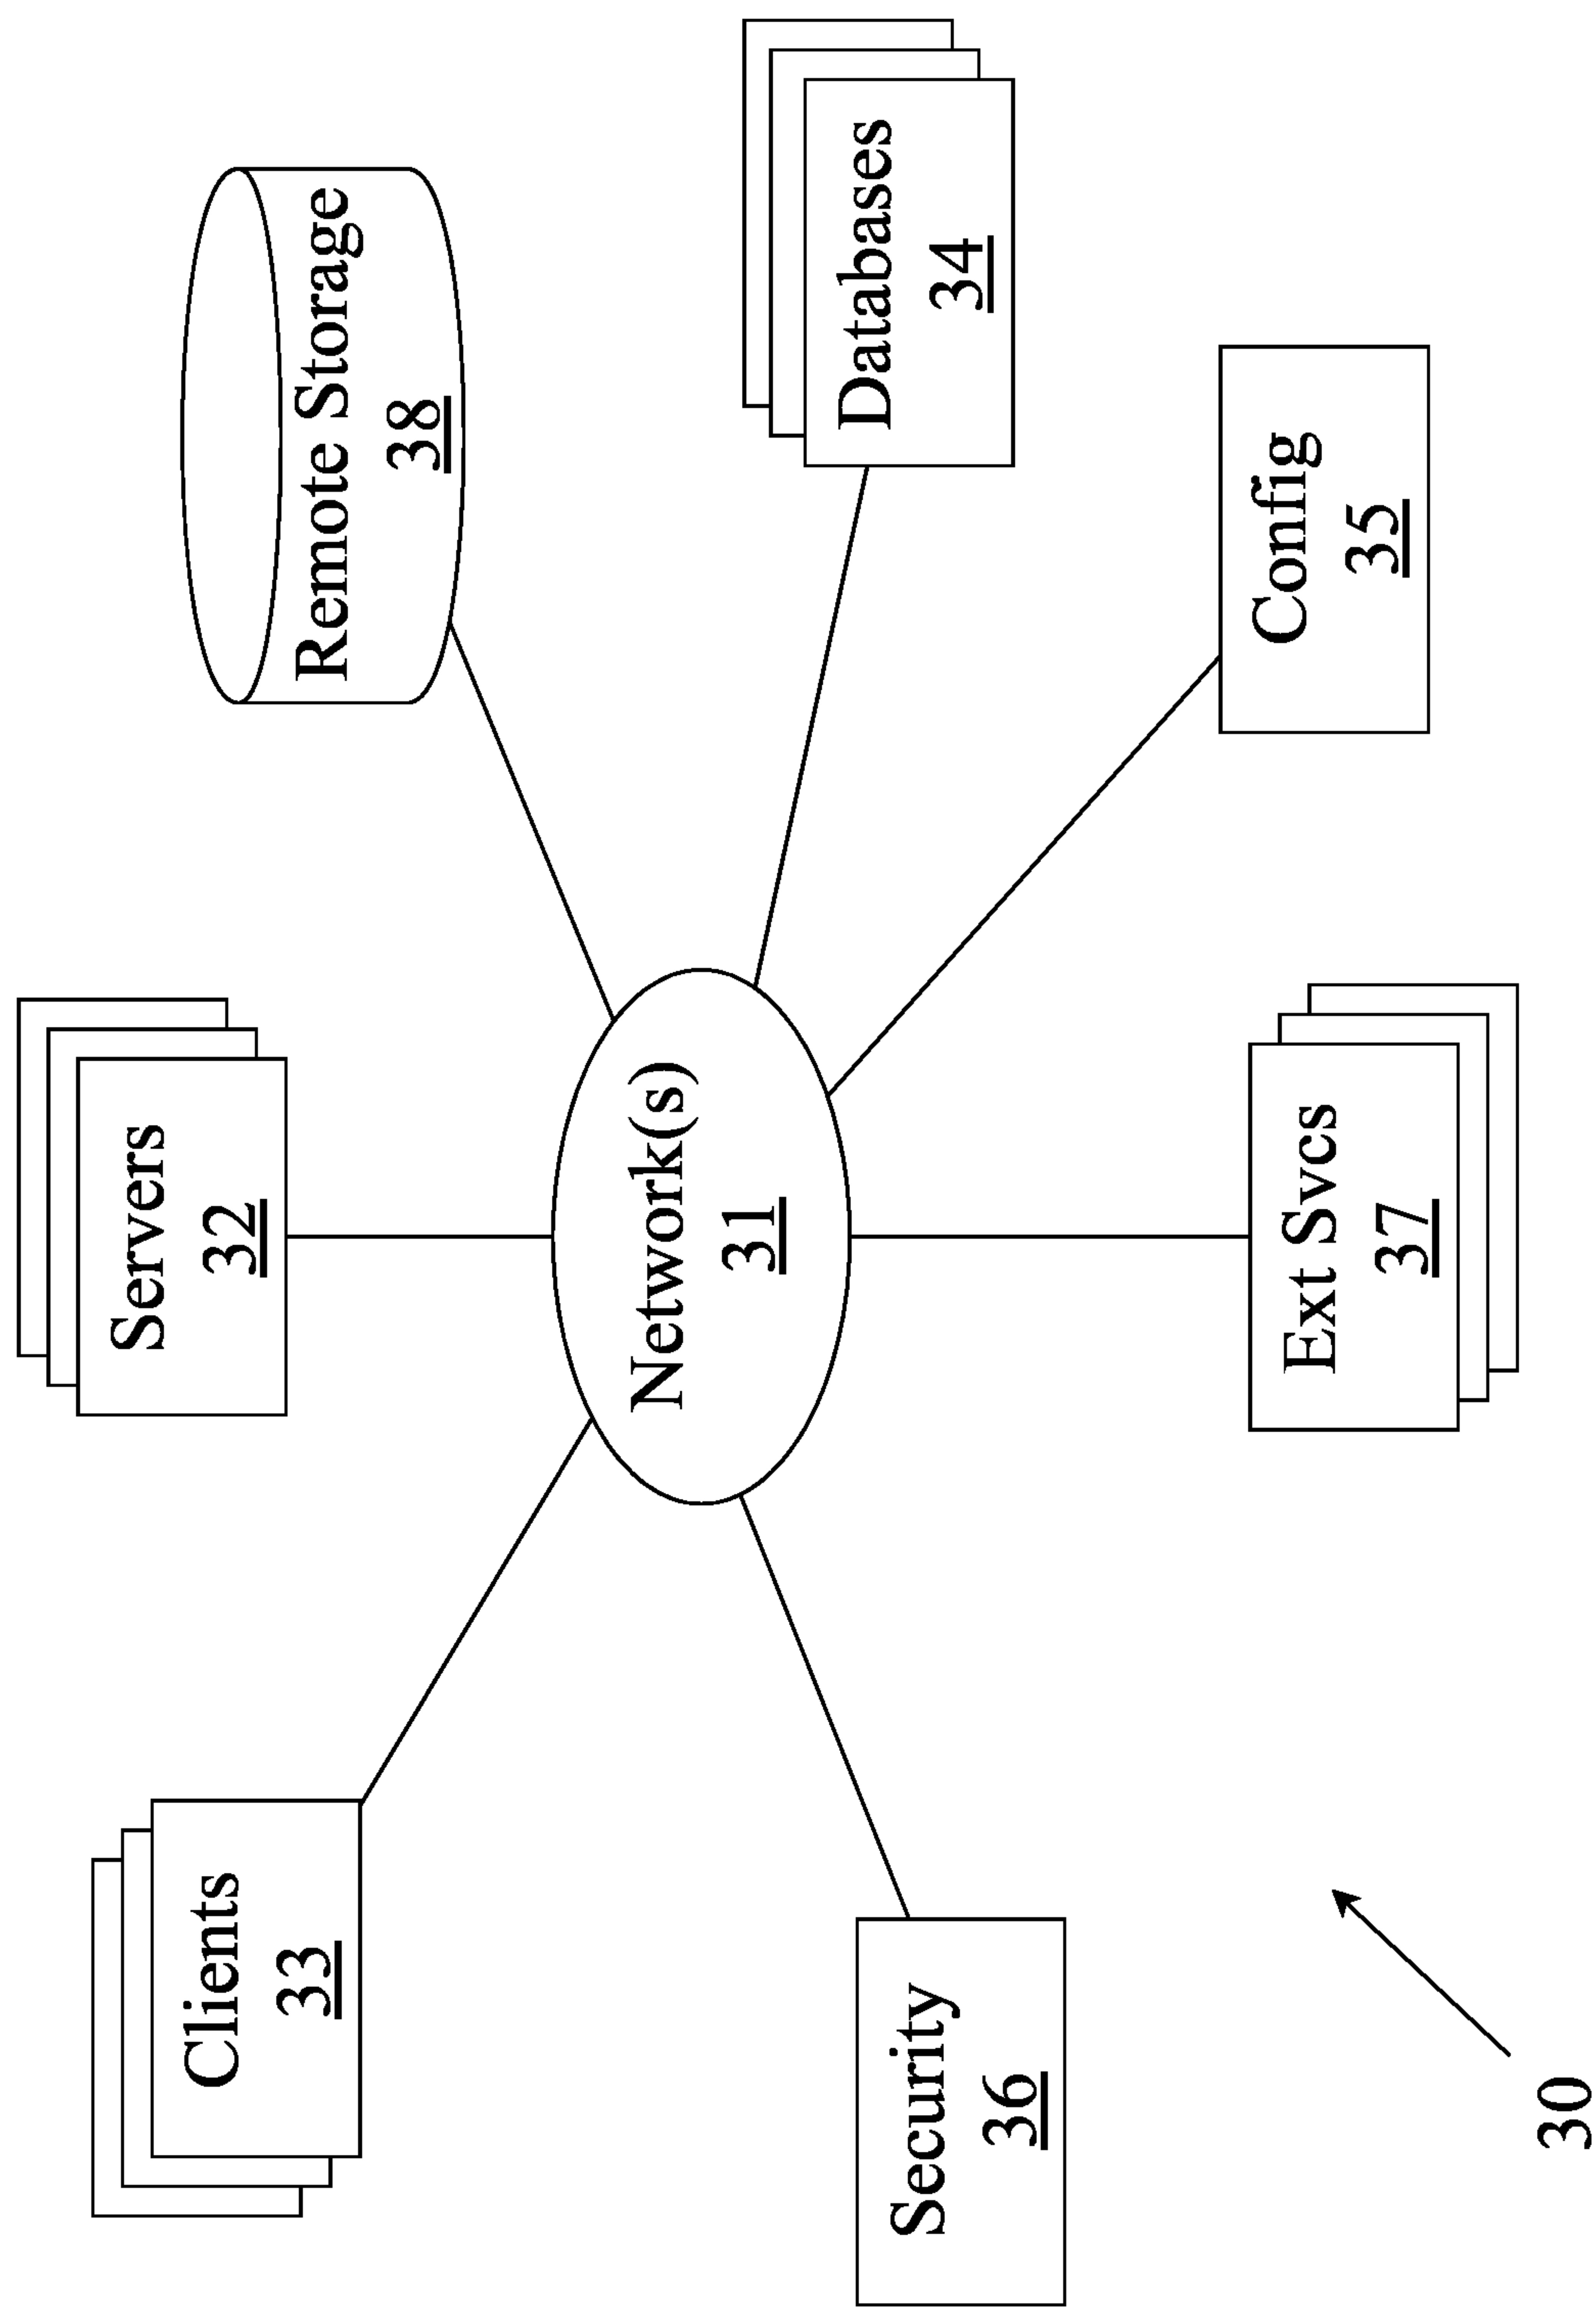 Servers
32
Clients
33
Remote Storage
38
Network(s)
31
Databases
34
Security
36
Config
35
Ext Svcs
37
30